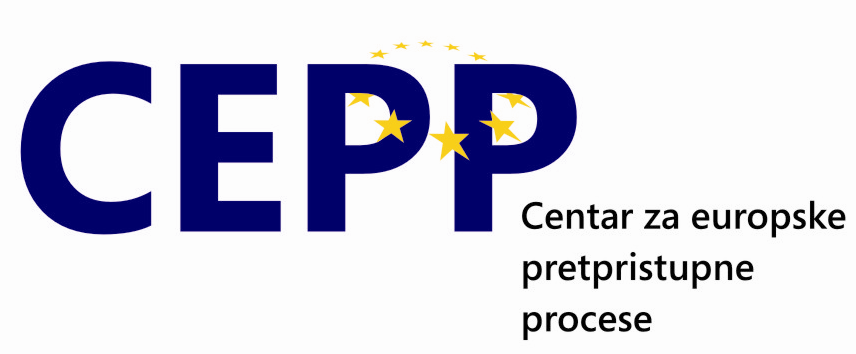 CEPP
Centar za europske
pretpristupne
procese